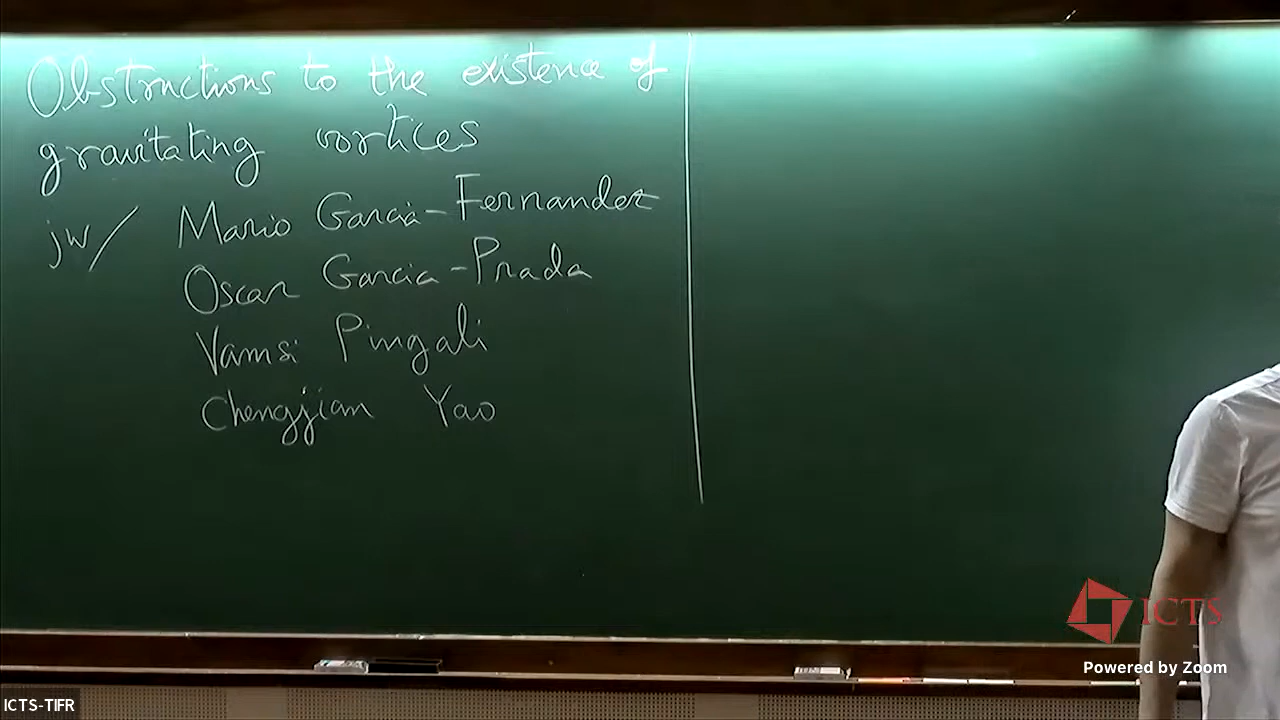 Obstructions to the existence of
gravitating vortices
jw/ Mario Garcia-Fernandez
Oscar Garcia-Prada
Vamsi Pingali
Chengjian Yao
ICTS
Powered by Zoom
ICTS-TIFR